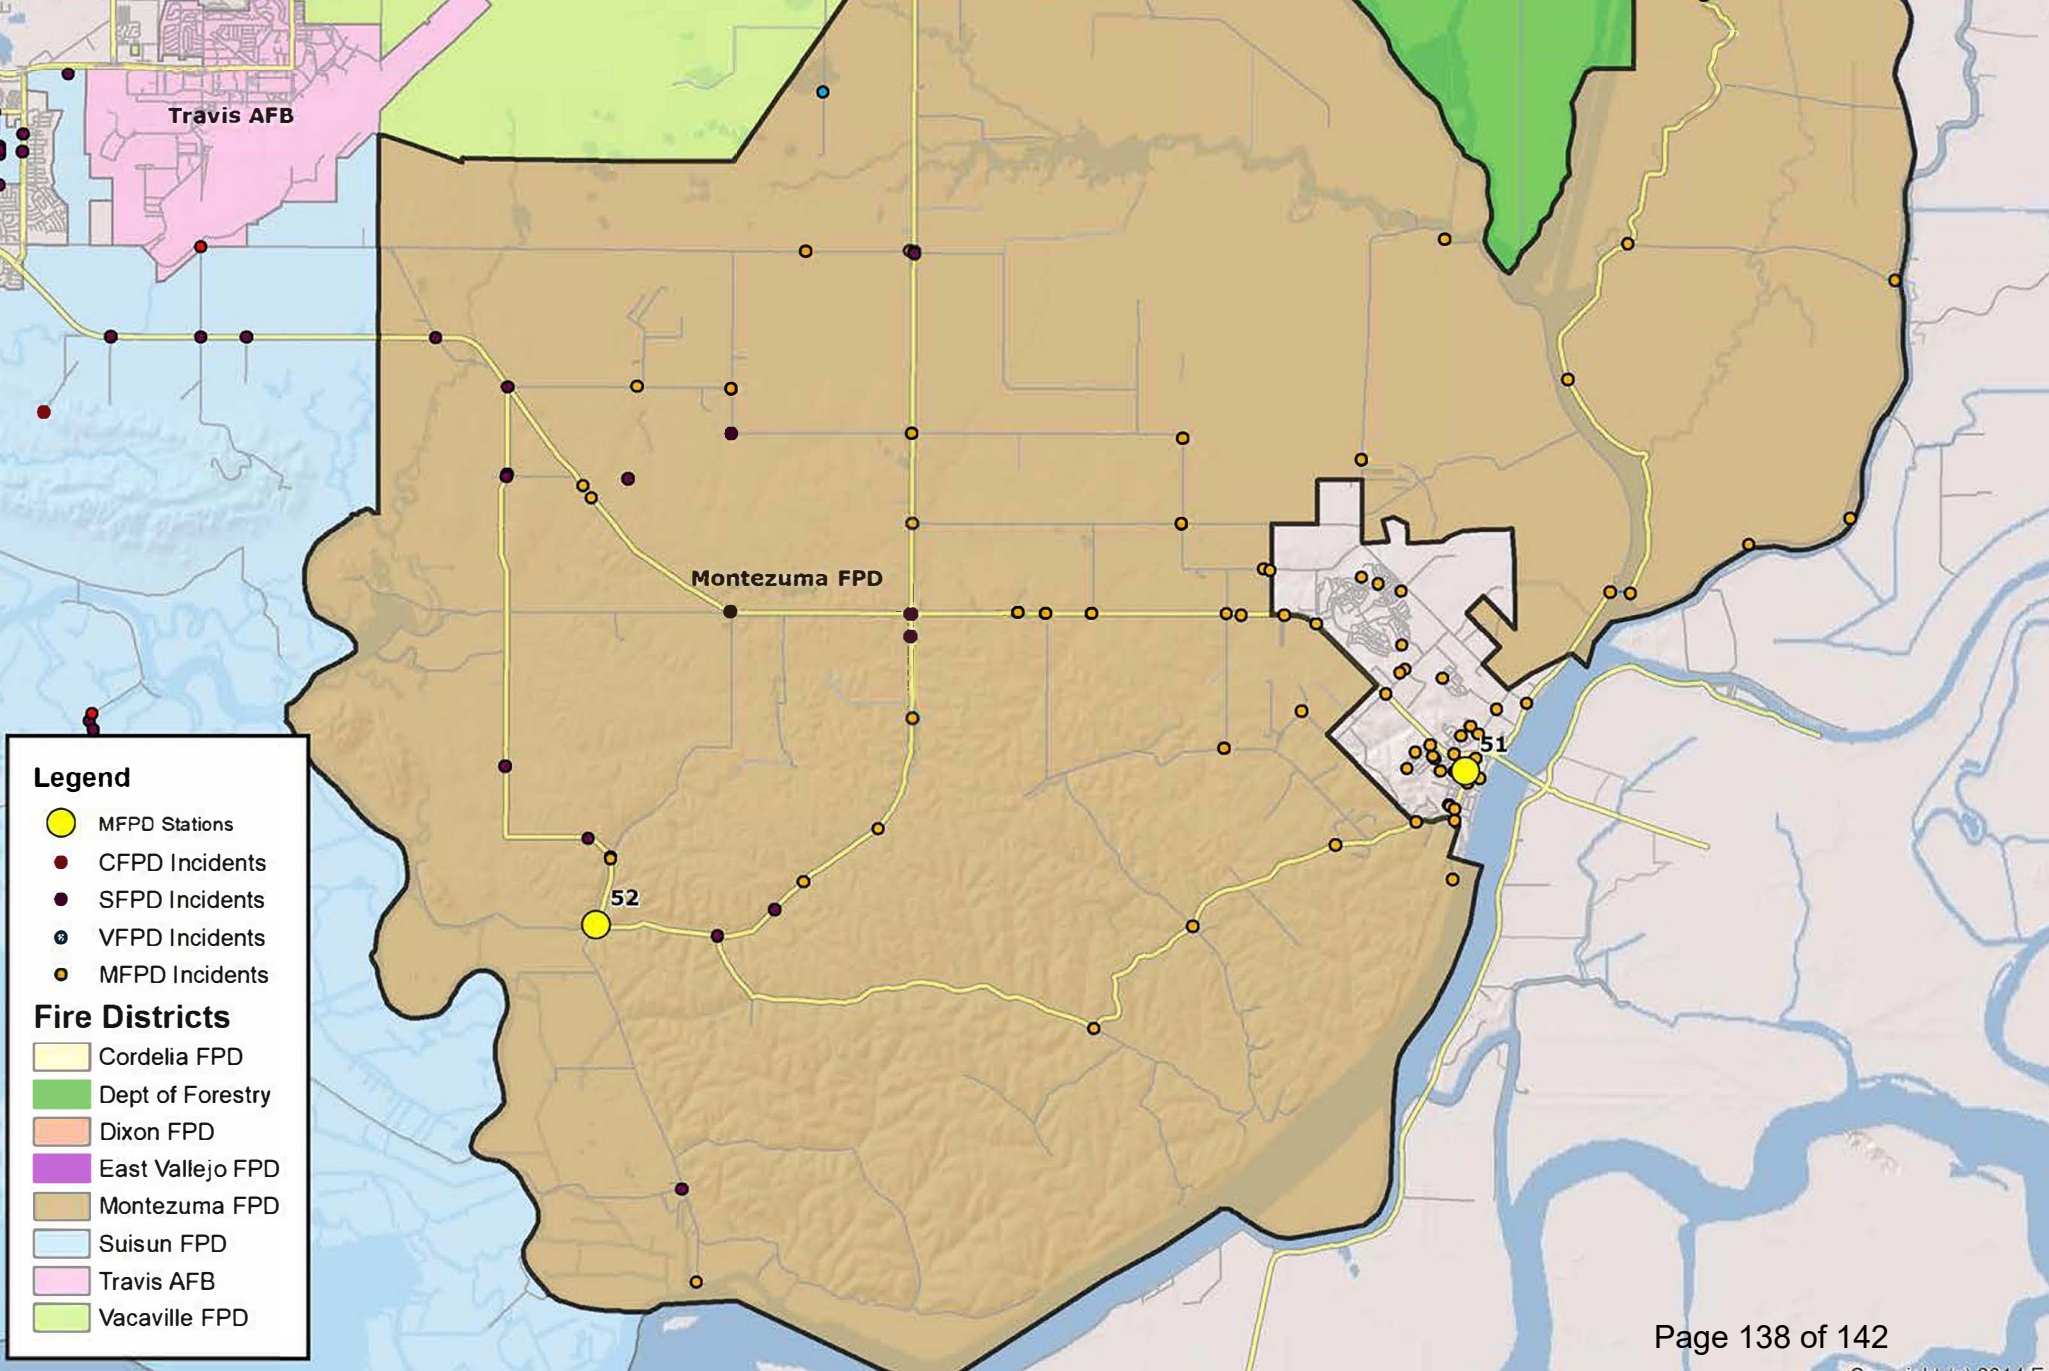 Travis AFB
Montezuma FPD
51
52
Legend
MFPD Stations
CFPD Incidents
SFPD Incidents
VFPD Incidents
MFPD Incidents
Fire Districts
Cordelia FPD
Dept of Forestry
Dixon FPD
East Vallejo FPD
Montezuma FPD
Suisun FPD
Travis AFB
Vacaville FPD
Page 138 of 142